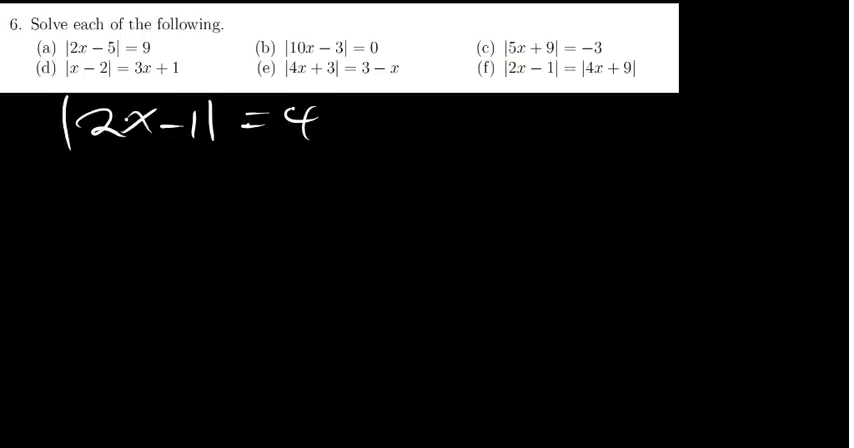 6. Solve each of the following.
(a) |2x − 5| = 9 (b) |10x − 3| = 0 (c) |5x + 9| = −3
(d) |x − 2| = 3x + 1 (e) |4x + 3| = 3 − x (f) |2x − 1| = |4x + 9|
|2x-1| = 4